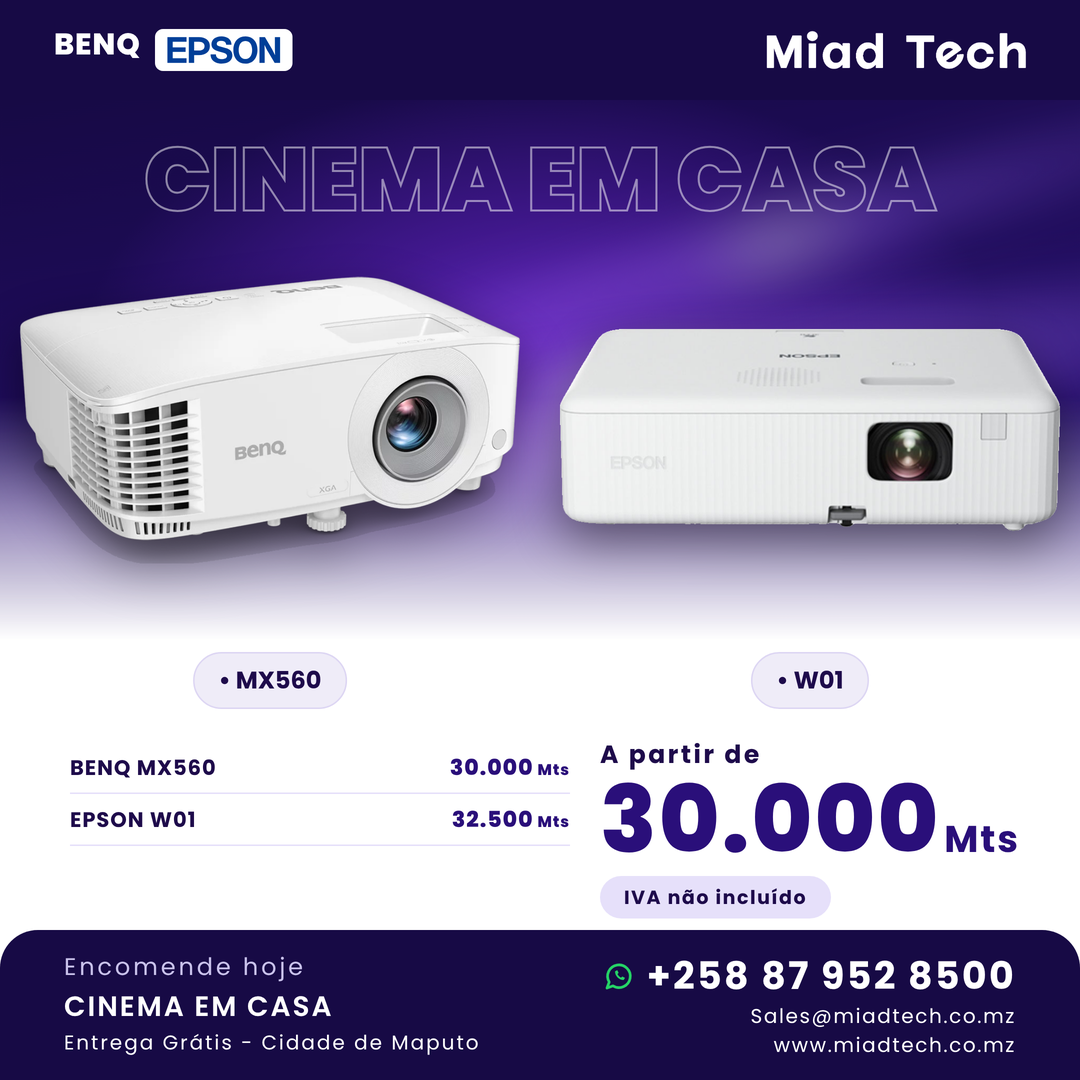 BENQ EPSON
Miad Tech
CINEMA EM CASA
BenQ
BenQ
XGA
EPSON
EPSON
• MX560
• W01
BENQ MX560 30.000 Mts
EPSON W01 32.500 Mts
A partir de
30.000 Mts
IVA não incluído
Encomende hoje
CINEMA EM CASA
Entrega Grátis - Cidade de Maputo
+258 87 952 8500
Sales@miadtech.co.mz
www.miadtech.co.mz